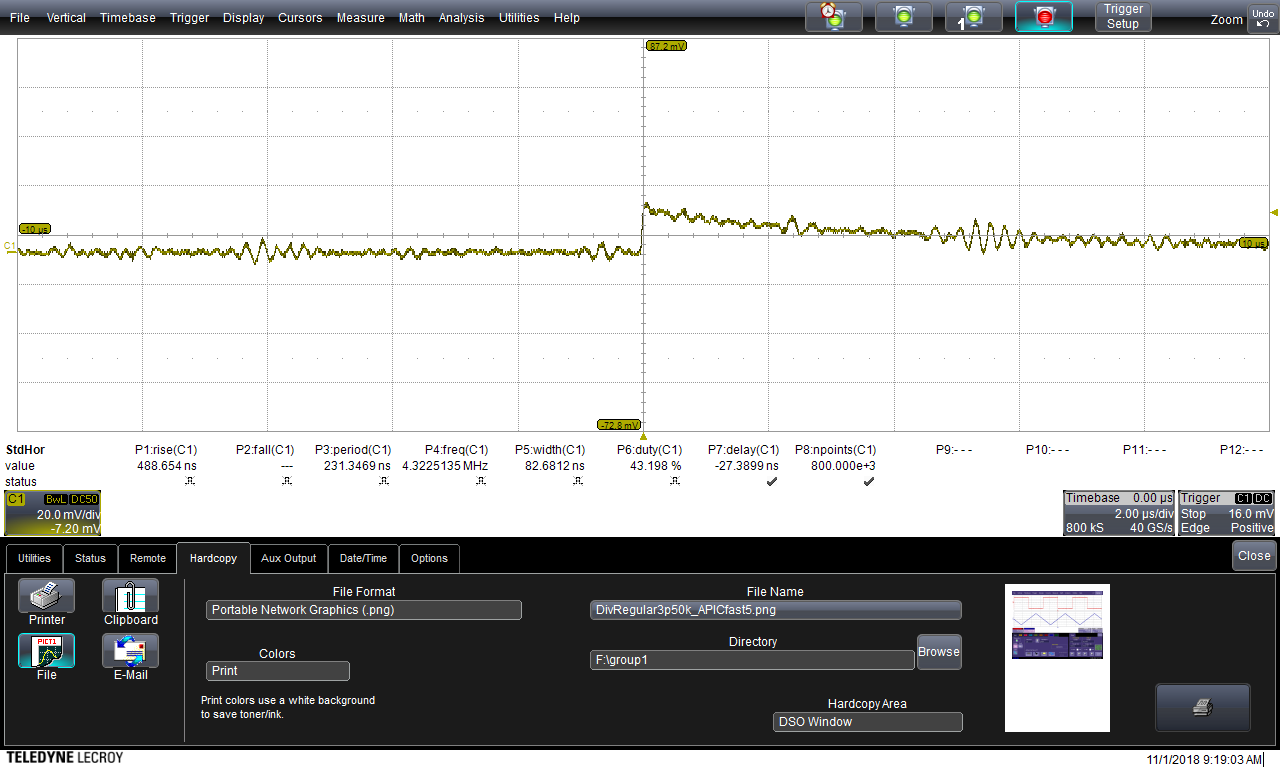 File Vertical Timebase Trigger Display Cursors Measure Math Analysis Utilities Help
1
Trigger Setup
Zoom
Undo
87.2 mV
-10 µs
C1
10 µs
-72.8 mV
StdHor P1:rise(C1) P2:fall(C1) P3:period(C1) P4:freq(C1) P5:width(C1) P6:duty(C1) P7:delay(C1) P8:npoints(C1) P9:- - - P10:- - - P11:- - - P12:- - -
value 488.654 ns --- 231.3469 ns 4.3225135 MHz 82.6812 ns 43.198 % -27.3899 ns 800.000e+3
status
C1 BwL DC50
20.0 mV/div
-7.20 mV
Timebase 0.00 µs
2.00 µs/div
800 kS 40 GS/s
Trigger C1 DC
Stop 16.0 mV
Edge Positive
Utilities Status Remote Hardcopy Aux Output Date/Time Options
Close
Printer
Clipboard
PICT1
File
E-Mail
File Format
Portable Network Graphics (.png)
Colors
Print
Print colors use a white background
to save toner/ink.
File Name
DivRegular3p50k_APICfast5.png
Directory
F:\group1
Browse
Hardcopy Area
DSO Window
TELEDYNE LECROY
11/1/2018 9:19:03 AM